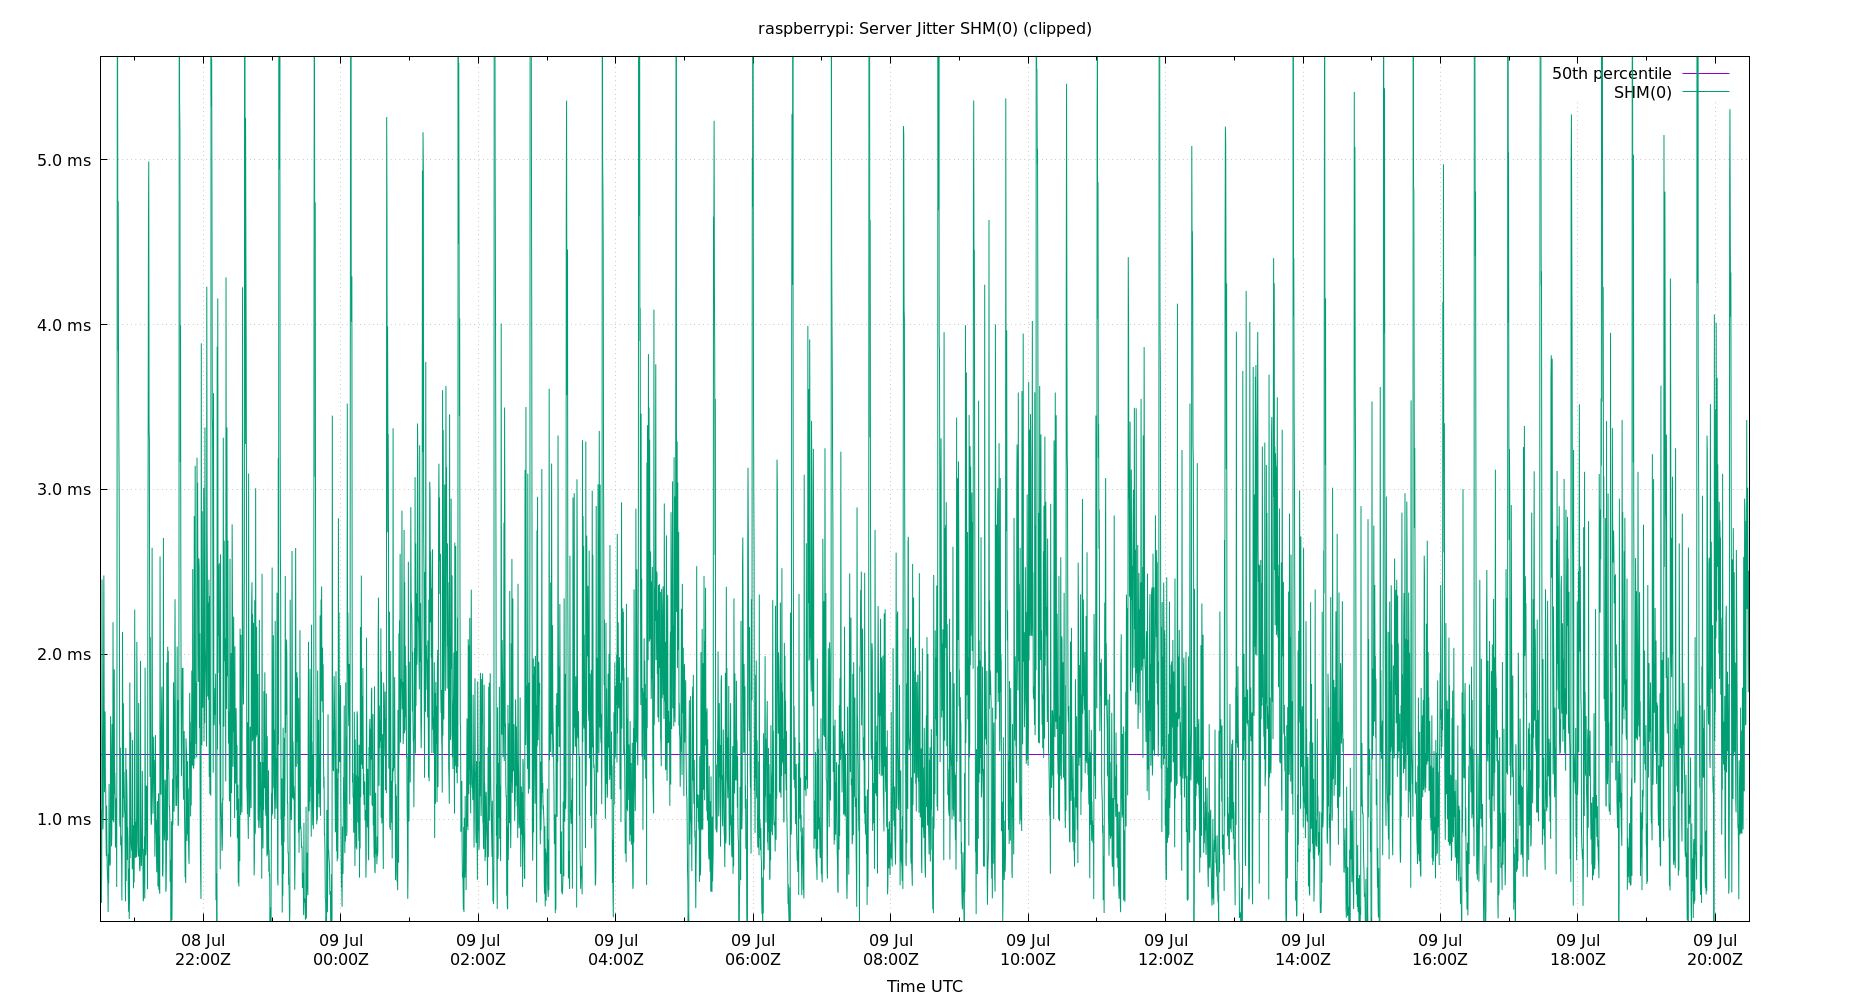 raspberrypi: Server Jitter SHM(0) (clipped)
50th percentile
SHM(0)
5.0 ms
4.0 ms
3.0 ms
2.0 ms
1.0 ms
08 Jul
22:00Z
09 Jul
00:00Z
09 Jul
02:00Z
09 Jul
04:00Z
09 Jul
06:00Z
09 Jul
08:00Z
09 Jul
10:00Z
09 Jul
12:00Z
09 Jul
14:00Z
09 Jul
16:00Z
09 Jul
18:00Z
09 Jul
20:00Z
Time UTC